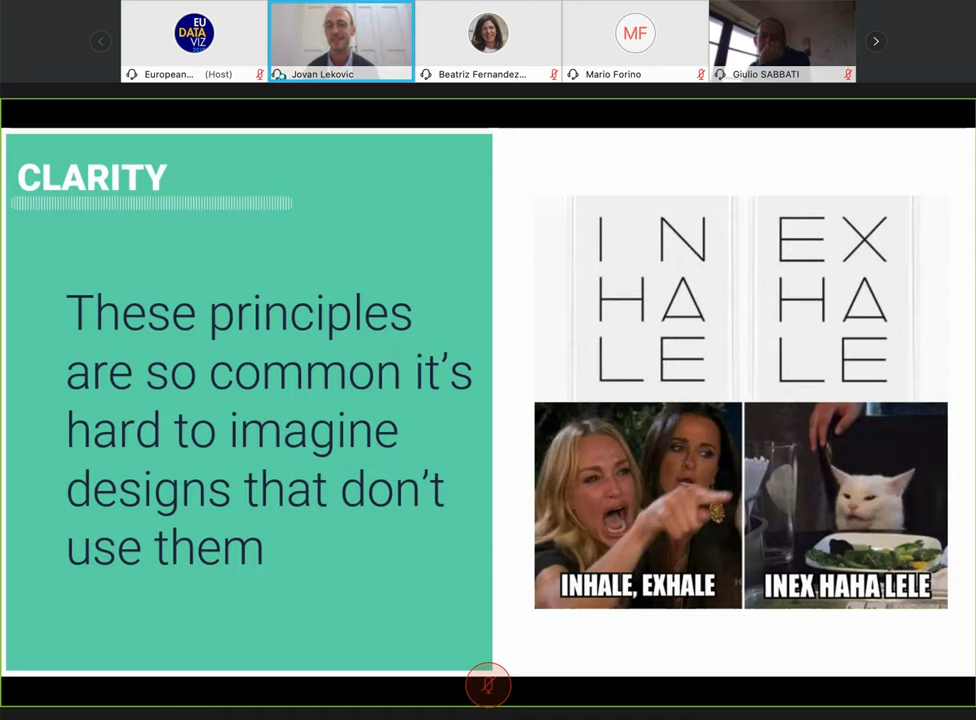 EU
DATA
VIZ
MF
European... (Host)
Jovan Lekovic
Beatriz Fernandez...
Mario Forino
Giulio SABBATI
CLARITY
These principles
are so common it's
hard to imagine
designs that don't
use them
IN
HA
LE
EX
HA
LE
INHALE, EXHALE
INEX HAHA LELE